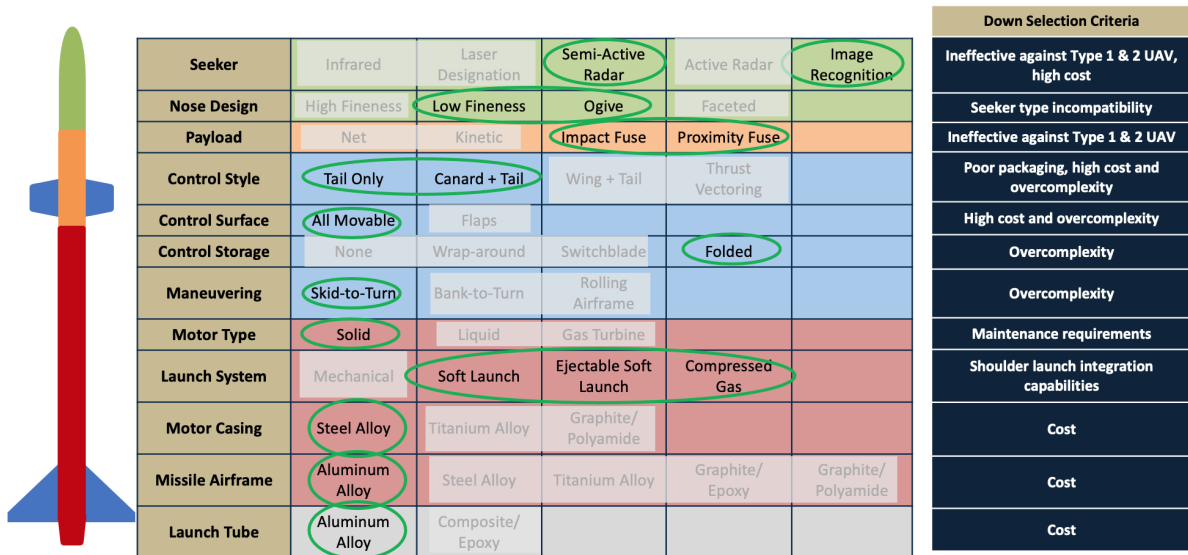 Down Selection Criteria
Seeker
Infrared
Laser
Designation
Semi-Active
Radar
Active Radar
Image
Recognition
Ineffective against Type 1 & 2 UAV,
high cost
Nose Design
High Fineness
Low Fineness
Ogive
Faceted
Seeker type incompatibility
Payload
Net
Kinetic
Impact Fuse
Proximity Fuse
Ineffective against Type 1 & 2 UAV
Control Style
Tail Only
Canard + Tail
Wing + Tail
Thrust
Vectoring
Poor packaging, high cost and
overcomplexity
Control Surface
All Movable
Flaps
High cost and overcomplexity
Control Storage
None
Wrap-around
Switchblade
Folded
Overcomplexity
Maneuvering
Skid-to-Turn
Bank-to-Turn
Rolling
Airframe
Overcomplexity
Motor Type
Solid
Liquid
Gas Turbine
Maintenance requirements
Launch System
Mechanical
Soft Launch
Ejectable Soft
Launch
Compressed
Gas
Shoulder launch integration
capabilities
Motor Casing
Steel Alloy
Titanium Alloy
Graphite/
Polyamide
Cost
Missile Airframe
Aluminum
Alloy
Steel Alloy
Titanium Alloy
Graphite/
Epoxy
Graphite/
Polyamide
Cost
Launch Tube
Aluminum
Alloy
Composite/
Epoxy
Cost